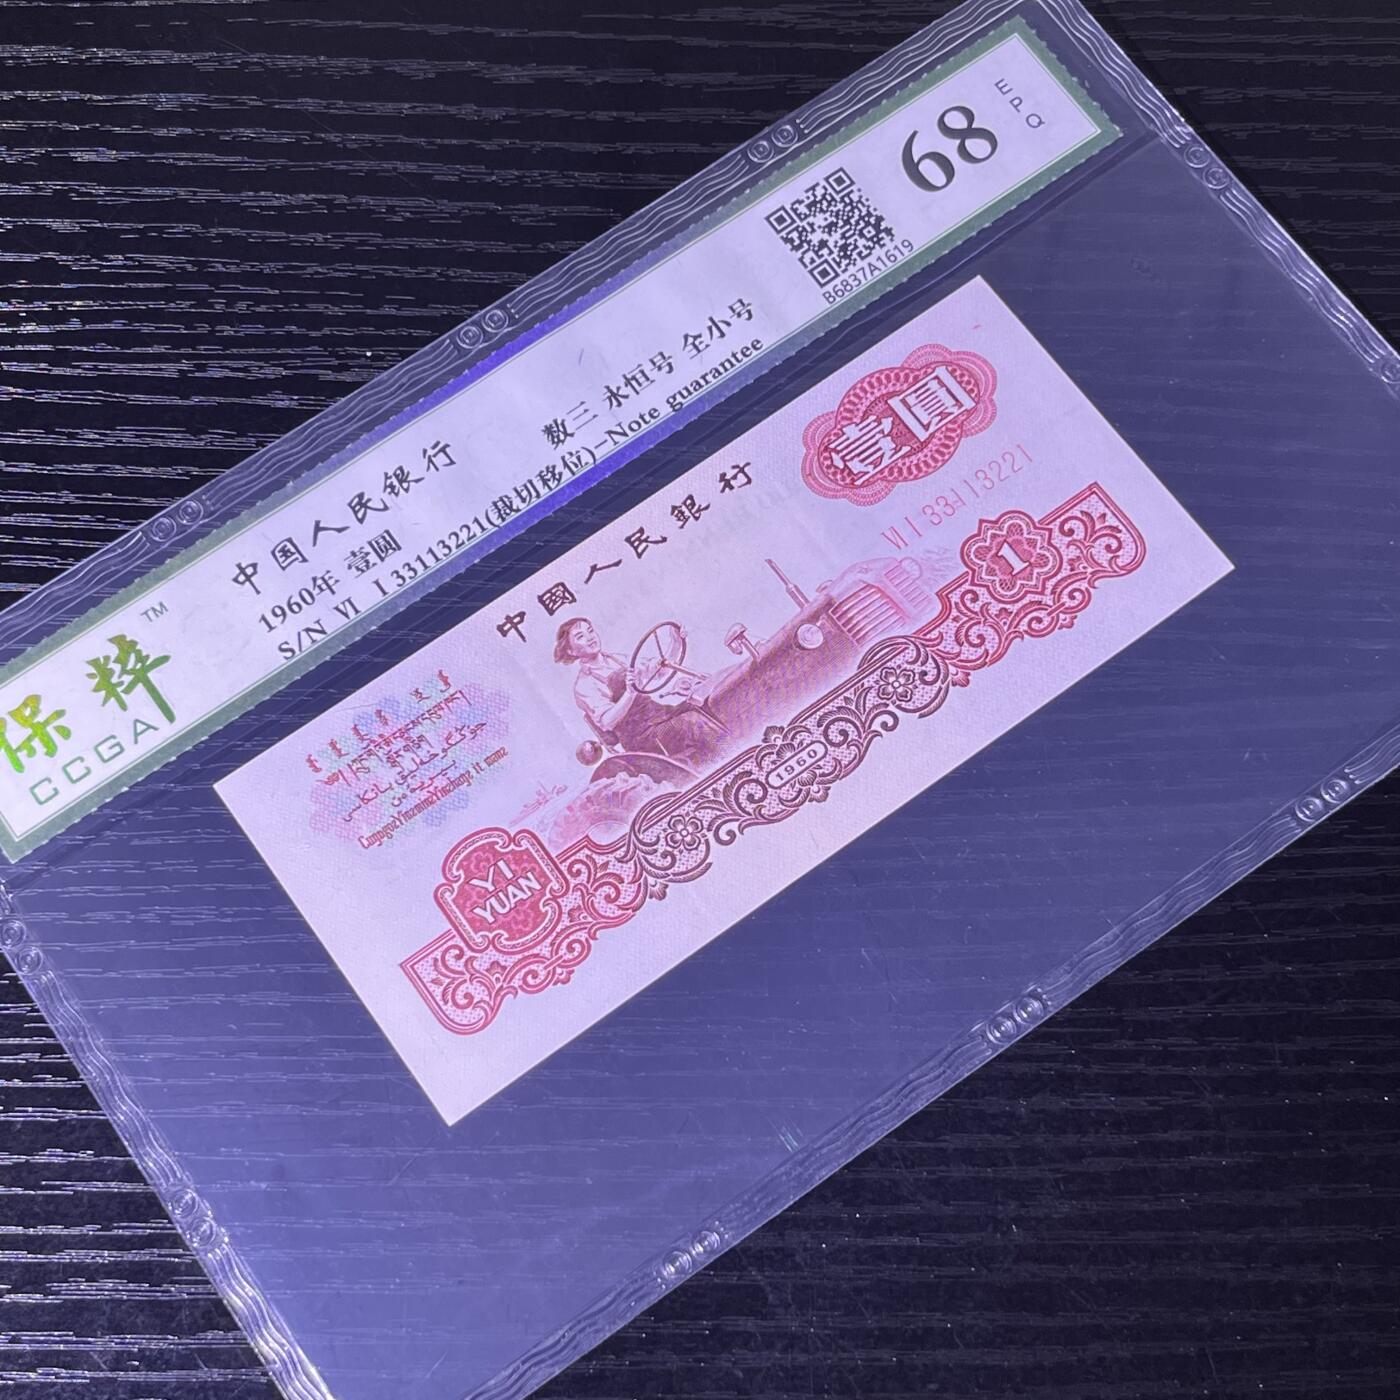 保粹™
CCGA
中国人民银行
1960年 壹圆
数三 永恒号 全小号
S/N Ⅵ Ⅰ 33113221(裁切移位)-Note guarantee
B6837A1619
68
EPQ
中國人民銀行
壹圓
Ⅵ Ⅰ 33113221
1
1960
YI
YUAN